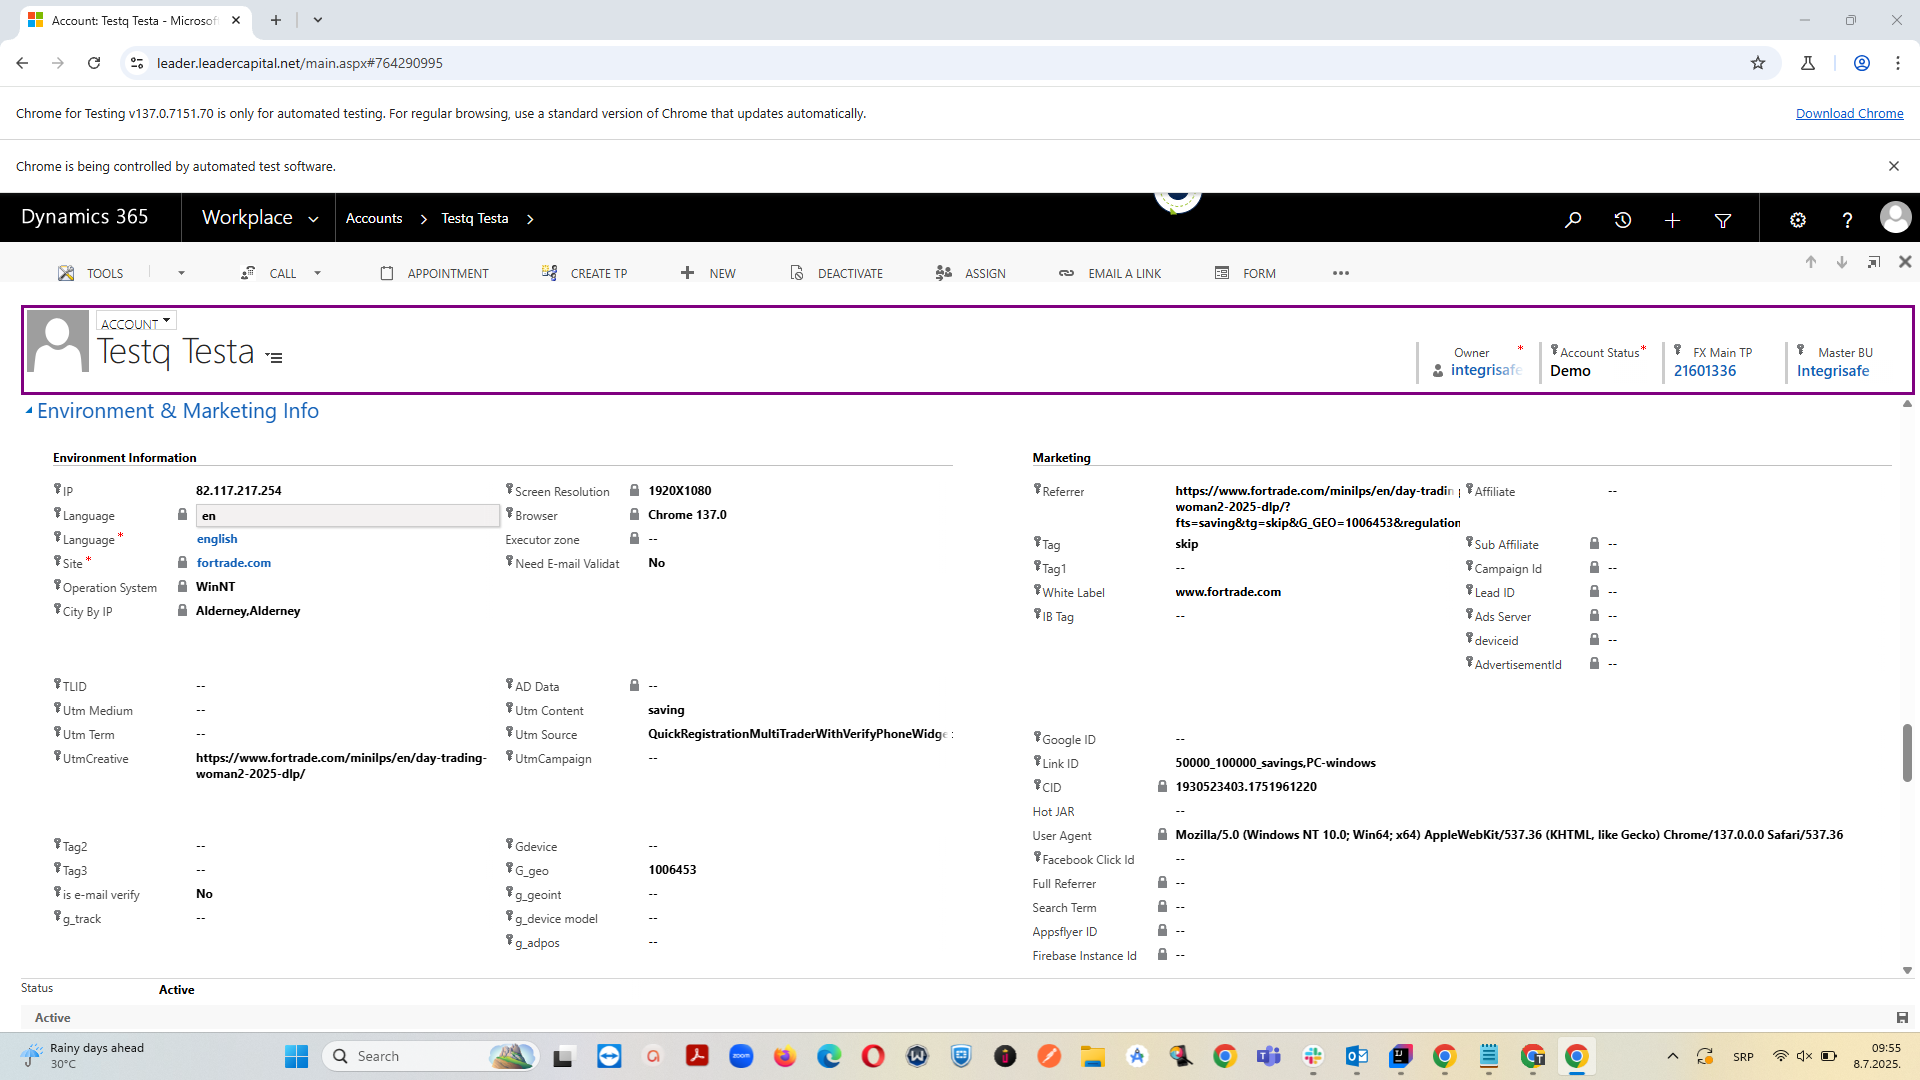 Account: Testq Testa - Microsof
leader.leadercapital.net/main.aspx#764290995
Chrome for Testing v137.0.7151.70 is only for automated testing. For regular browsing, use a standard version of Chrome that updates automatically.
Download Chrome
Chrome is being controlled by automated test software.
Dynamics 365
Workplace
Accounts
Testq Testa
TOOLS
CALL
APPOINTMENT
CREATE TP
NEW
DEACTIVATE
ASSIGN
EMAIL A LINK
FORM
ACCOUNT
Testq Testa
Owner *
integrisafe
Account Status *
Demo
FX Main TP
21601336
Master BU
Integrisafe
Environment & Marketing Info
Environment Information
IP 82.117.217.254
Language en
Language * english
Site * fortrade.com
Operation System WinNT
City By IP Alderney,Alderney
Screen Resolution 1920X1080
Browser Chrome 137.0
Executor zone --
Need E-mail Validat No
TLID --
Utm Medium --
Utm Term --
UtmCreative https://www.fortrade.com/minilps/en/day-trading-
woman2-2025-dlp/
AD Data --
Utm Content saving
Utm Source QuickRegistrationMultiTraderWithVerifyPhoneWidge
UtmCampaign --
Tag2 --
Tag3 --
is e-mail verify No
g_track --
Gdevice --
G_geo 1006453
g_geoint --
g_device model --
g_adpos --
Marketing
Referrer https://www.fortrade.com/minilps/en/day-tradin
woman2-2025-dlp/?
fts=saving&tg=skip&G_GEO=1006453&regulation
Tag skip
Tag1 --
White Label www.fortrade.com
IB Tag --
Affiliate --
Sub Affiliate --
Campaign Id --
Lead ID --
Ads Server --
deviceid --
AdvertisementId --
Google ID --
Link ID 50000_100000_savings,PC-windows
CID 1930523403.1751961220
Hot JAR --
User Agent Mozilla/5.0 (Windows NT 10.0; Win64; x64) AppleWebKit/537.36 (KHTML, like Gecko) Chrome/137.0.0.0 Safari/537.36
Facebook Click Id --
Full Referrer --
Search Term --
Appsflyer ID --
Firebase Instance Id --
Status Active
Active
Rainy days ahead
30°C
Search
zoom
SRP
09:55
8.7.2025.